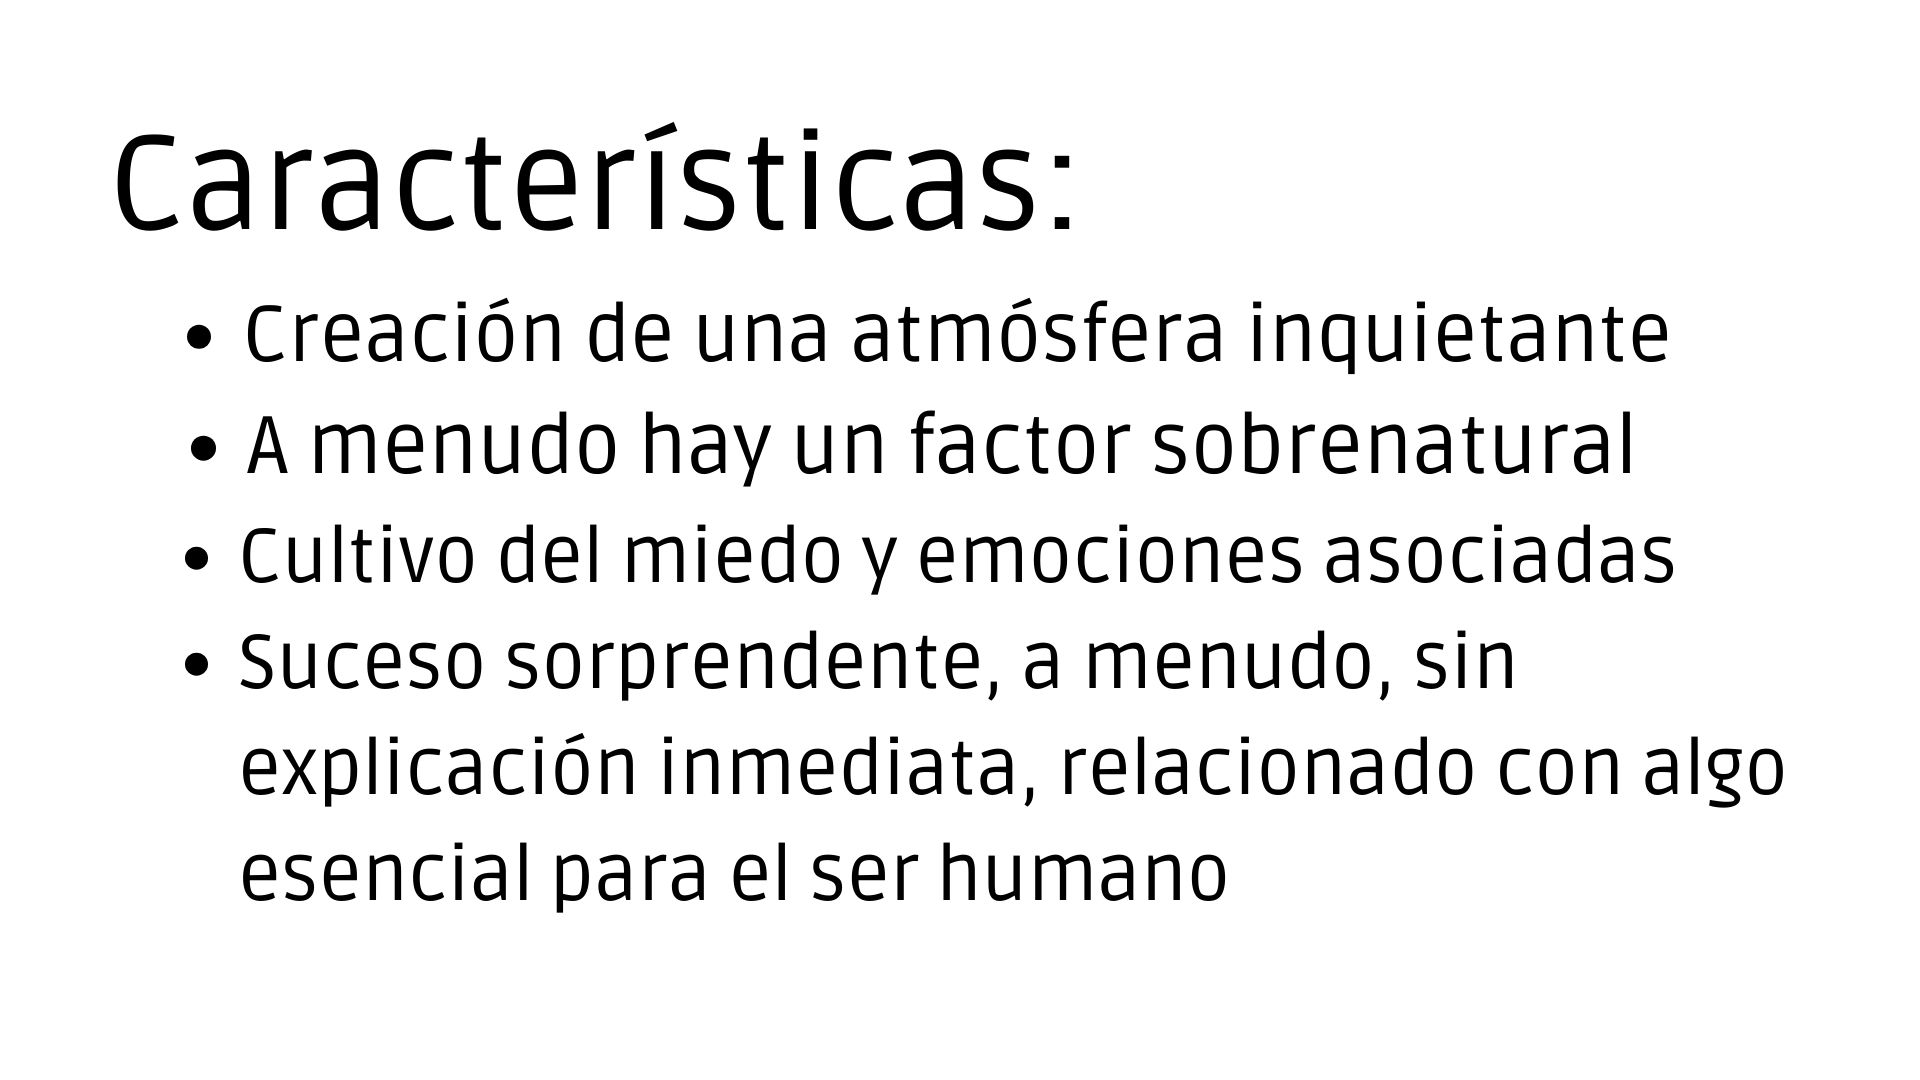 Características:
• Creación de una atmósfera inquietante
• A menudo hay un factor sobrenatural
• Cultivo del miedo y emociones asociadas
• Suceso sorprendente, a menudo, sin
explicación inmediata, relacionado con algo
esencial para el ser humano